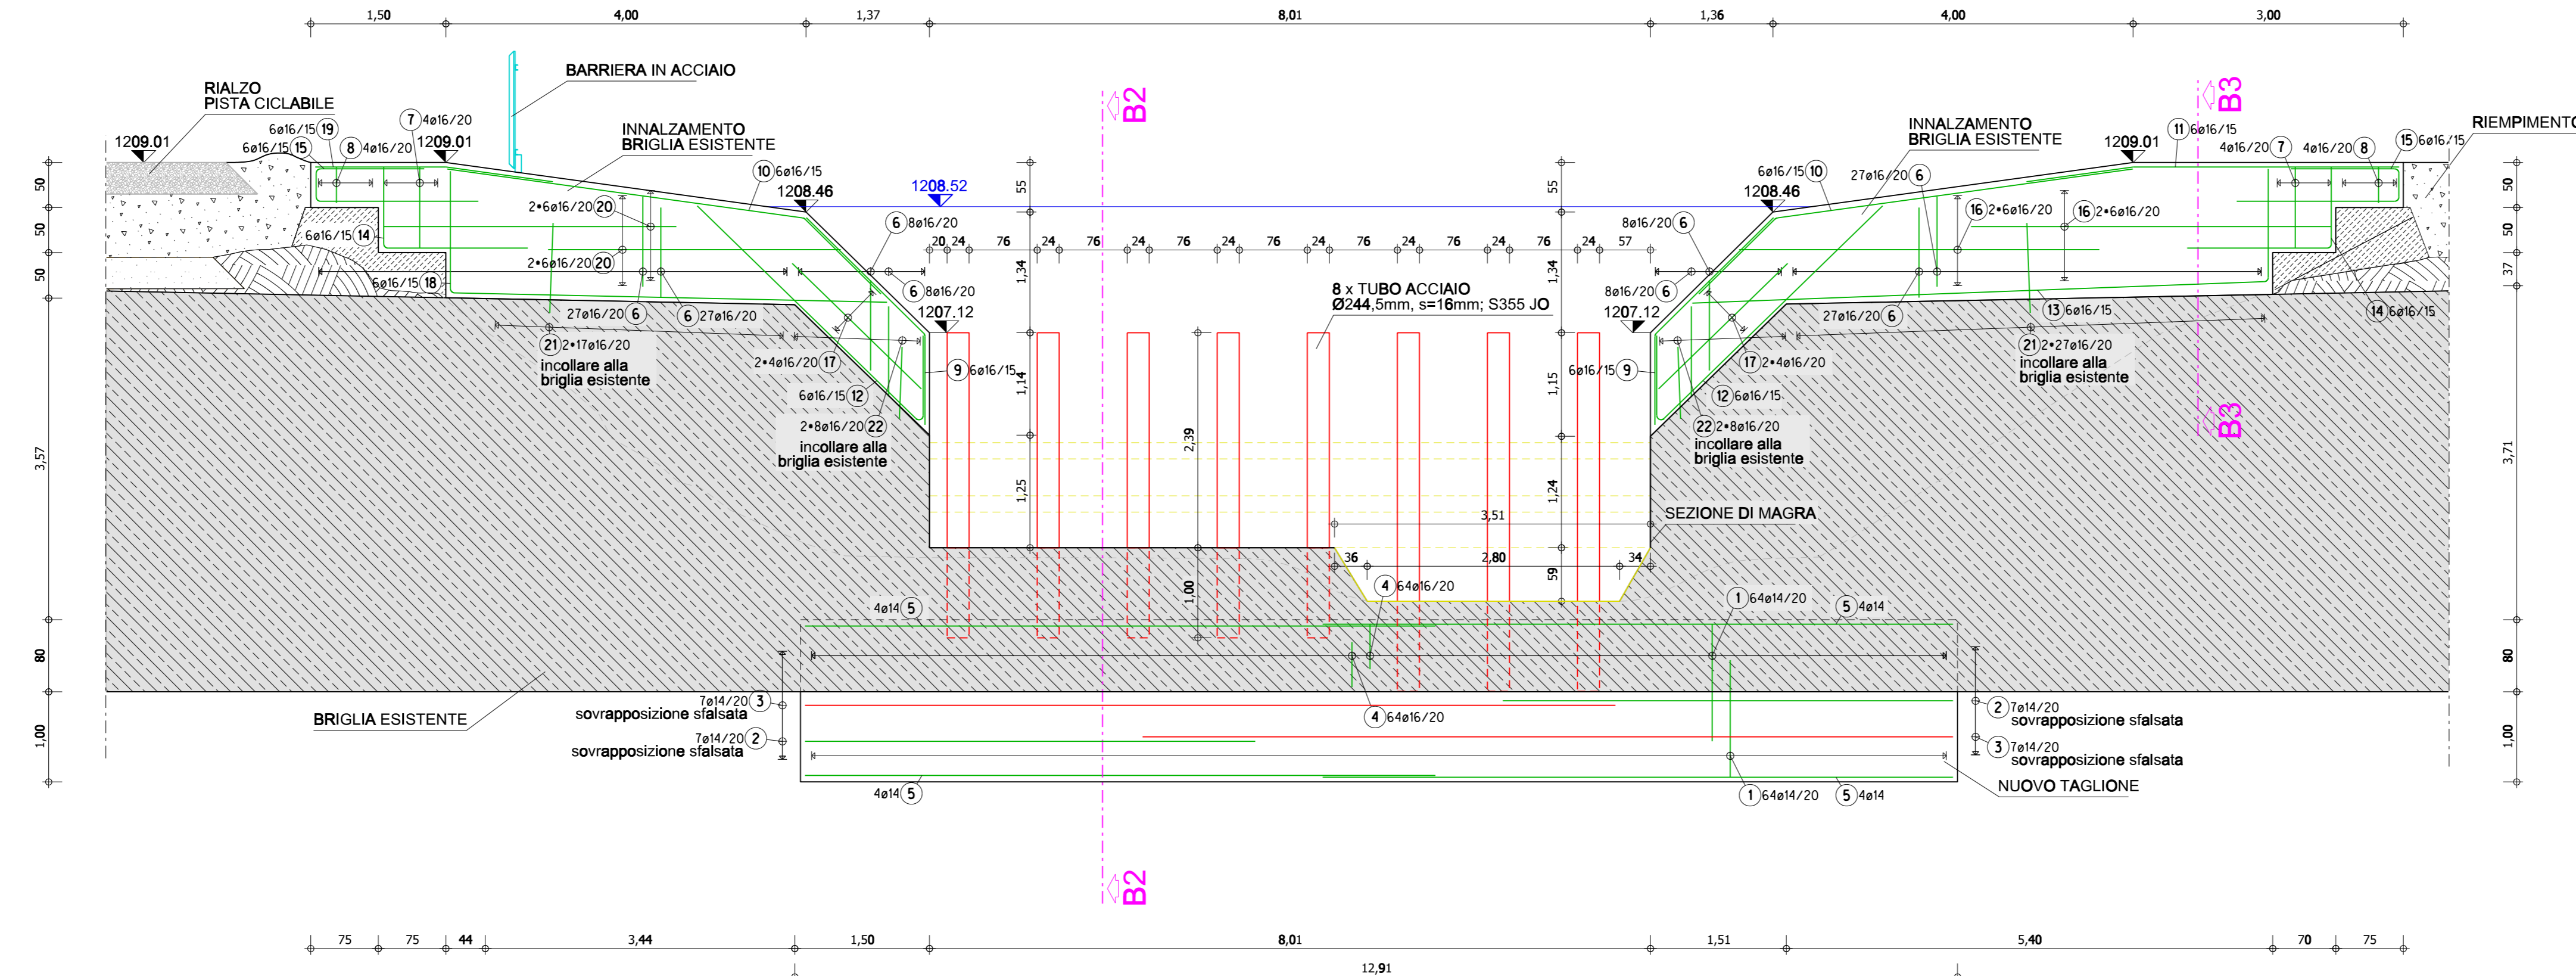 1,50 4,00 1,37 8,01 1,36 4,00 3,00
BARRIERA IN ACCIAIO
RIALZO
PISTA CICLABILE
B2
B3
1209.01
6ø16/15 19
7 4ø16/20
1209.01
6ø16/15 15
8 4ø16/20
INNALZAMENTO
BRIGLIA ESISTENTE
10 6ø16/15
1208.46
1208.52
INNALZAMENTO
BRIGLIA ESISTENTE
1209.01
11 6ø16/15
RIEMPIMENTO
4ø16/20 7
4ø16/20 8
15 6ø16/15
6ø16/15 10
27ø16/20 6
1208.46
50
50
50
55
55
50
50
37
2•6ø16/20 20
2•6ø16/20 20
6ø16/15 14
6ø16/15 18
6 8ø16/20
6 8ø16/20
8ø16/20 6
8ø16/20 6
16 2•6ø16/20
16 2•6ø16/20
20 24 76 24 76 24 76 24 76 24 76 24 76 24 76 24 57
1,34
1,34
27ø16/20 6
6 27ø16/20
1207.12
8 x TUBO ACCIAIO
Ø244,5mm, s=16mm; S355 JO
1207.12
27ø16/20 6
13 6ø16/15
14 6ø16/15
21 2•17ø16/20
incollare alla
briglia esistente
2•4ø16/20 17
9 6ø16/15
6ø16/15 9
17 2•4ø16/20
21 2•27ø16/20
incollare alla
briglia esistente
1,14
1,15
6ø16/15 12
12 6ø16/15
2•8ø16/20 22
incollare alla
briglia esistente
22 2•8ø16/20
incollare alla
briglia esistente
B3
2,39
3,57
3,71
1,25
1,24
3,51
SEZIONE DI MAGRA
36 2,80 34
59
1,00
4 64ø16/20
4ø14 5
1 64ø14/20
5 4ø14
80
80
BRIGLIA ESISTENTE
7ø14/20 3
sovrapposizione sfalsata
7ø14/20 2
sovrapposizione sfalsata
4 64ø16/20
2 7ø14/20
sovrapposizione sfalsata
3 7ø14/20
sovrapposizione sfalsata
1,00
1,00
4ø14 5
1 64ø14/20
5 4ø14
NUOVO TAGLIONE
B2
75 75 44 3,44 1,50 8,01 1,51 5,40 70 75
12,91